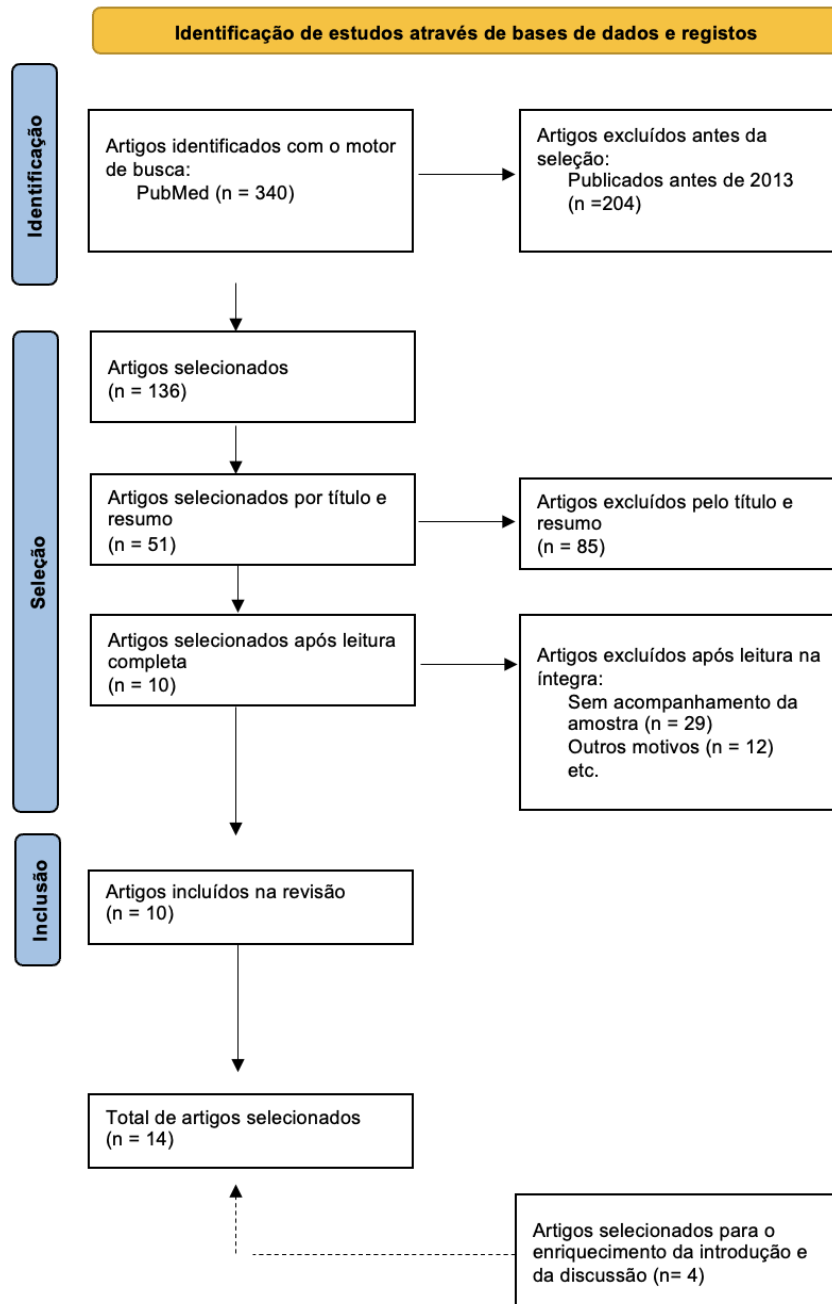 Identificação de estudos através de bases de dados e registos
Identificação
Artigos identificados com o motor
de busca:
PubMed (n = 340)
Artigos excluídos antes da
seleção:
Publicados antes de 2013
(n =204)
Seleção
Artigos selecionados
(n = 136)
Artigos selecionados por título e
resumo
(n = 51)
Artigos excluídos pelo título e
resumo
(n = 85)
Artigos selecionados após leitura
completa
(n = 10)
Artigos excluídos após leitura na
íntegra:
Sem acompanhamento da
amostra (n = 29)
Outros motivos (n = 12)
etc.
Inclusão
Artigos incluídos na revisão
(n = 10)
Total de artigos selecionados
(n = 14)
Artigos selecionados para o
enriquecimento da introdução e
da discussão (n= 4)